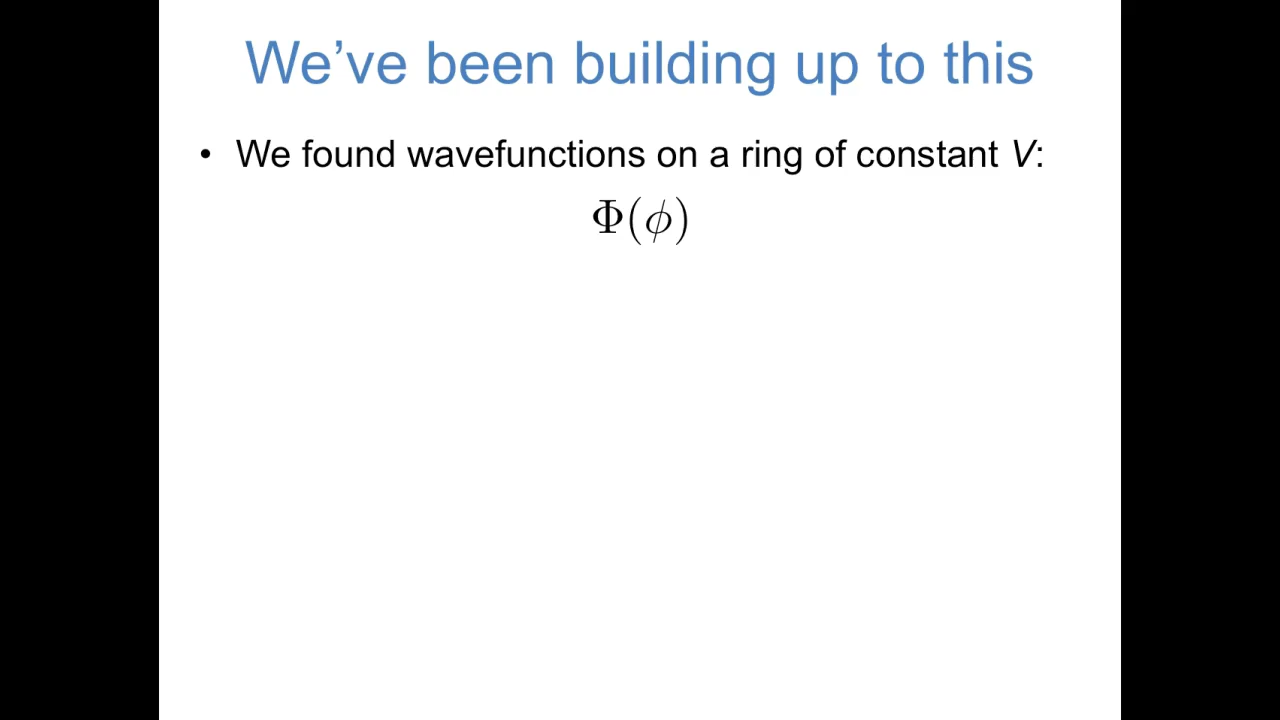 We’ve been building up to this
• We found wavefunctions on a ring of constant V:
Φ(ϕ)